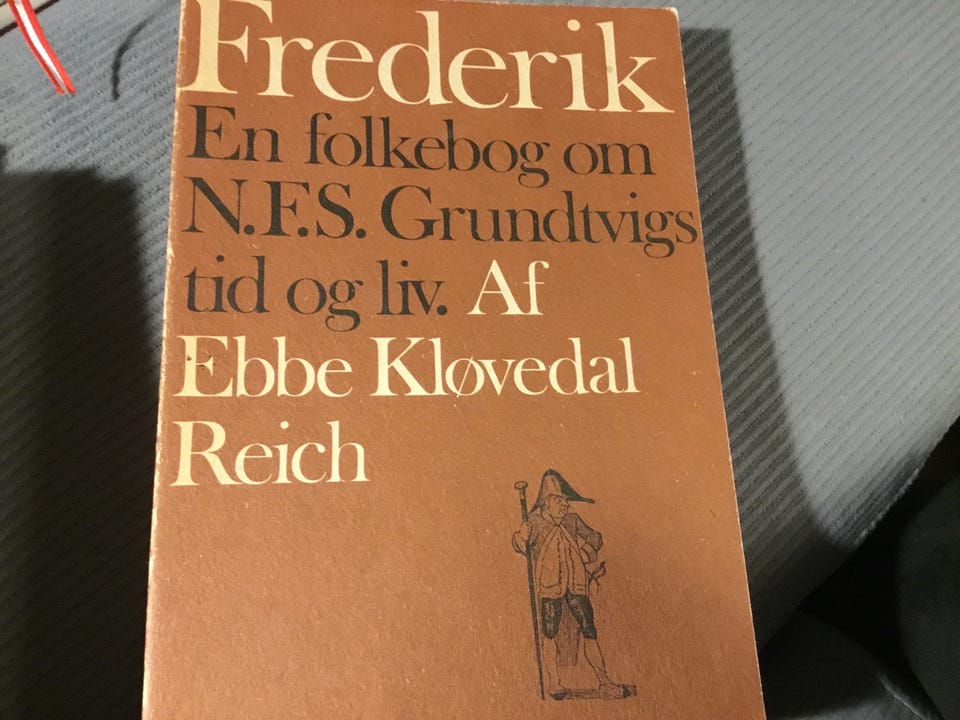 Frederik
En folkebog om
N.F.S. Grundtvigs
tid og liv. Af
Ebbe Kløvedal
Reich